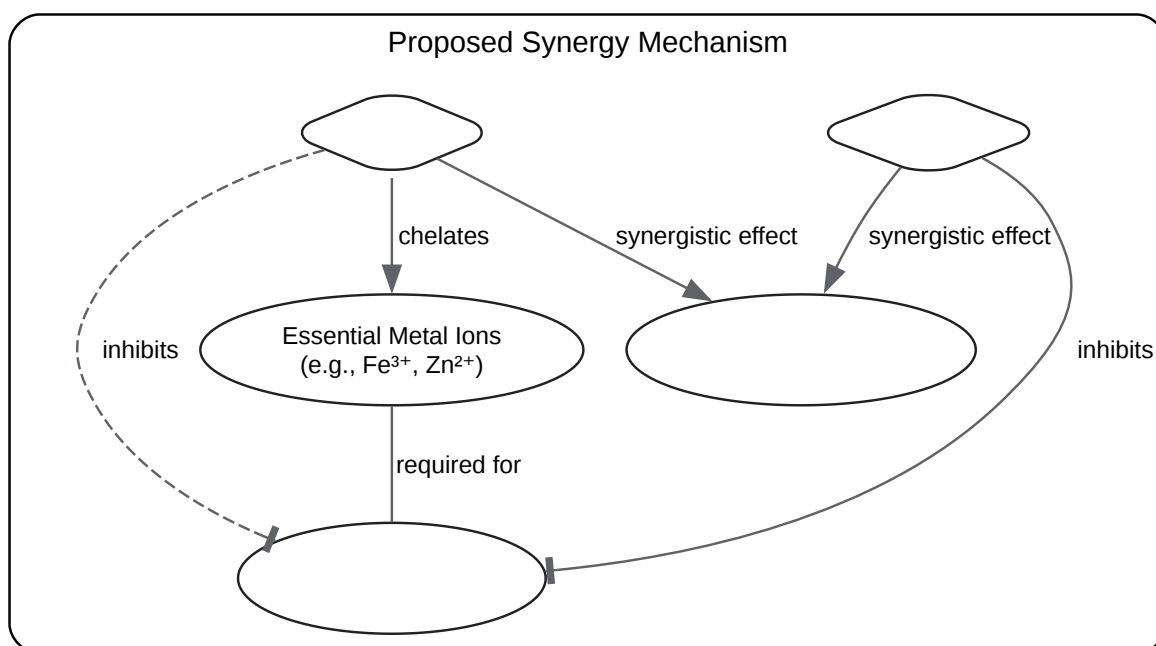 Proposed Synergy Mechanism
chelates
synergistic effect
synergistic effect
inhibits
Essential Metal Ions
(e.g., Fe³⁺, Zn²⁺)
inhibits
required for